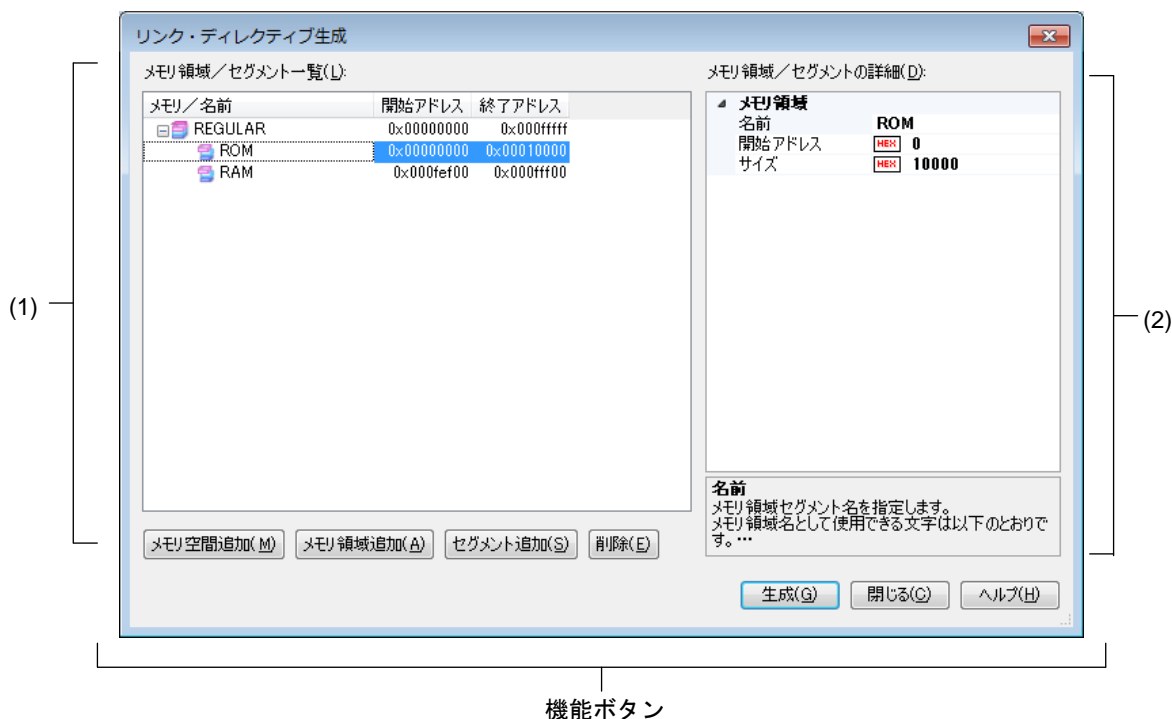 リンク・ディレクティブ生成
メモリ領域／セグメント一覧(L):
メモリ／名前 開始アドレス 終了アドレス
REGULAR 0x00000000 0x000fffff
ROM 0x00000000 0x00010000
RAM 0x000fef00 0x000fff00
メモリ空間追加(M) メモリ領域追加(A) セグメント追加(S) 削除(E)
メモリ領域／セグメントの詳細(D):
メモリ領域
名前 ROM
開始アドレス HEX 0
サイズ HEX 10000
名前
メモリ領域セグメント名を指定します。
メモリ領域名として使用できる文字は以下のとおりで
す。…
生成(G) 閉じる(C) ヘルプ(H)
(1)
(2)
機能ボタン